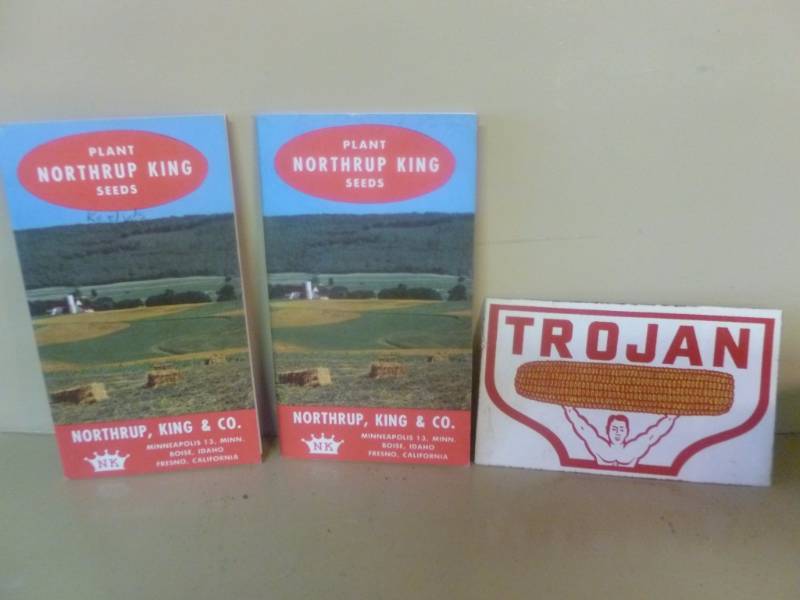 PLANT
NORTHRUP KING
SEEDS
NORTHRUP, KING & CO.
MINNEAPOLIS 13, MINN.
BOISE, IDAHO
FRESNO, CALIFORNIA
NK
PLANT
NORTHRUP KING
SEEDS
NORTHRUP, KING & CO.
MINNEAPOLIS 13, MINN.
BOISE, IDAHO
FRESNO, CALIFORNIA
NK
TROJAN